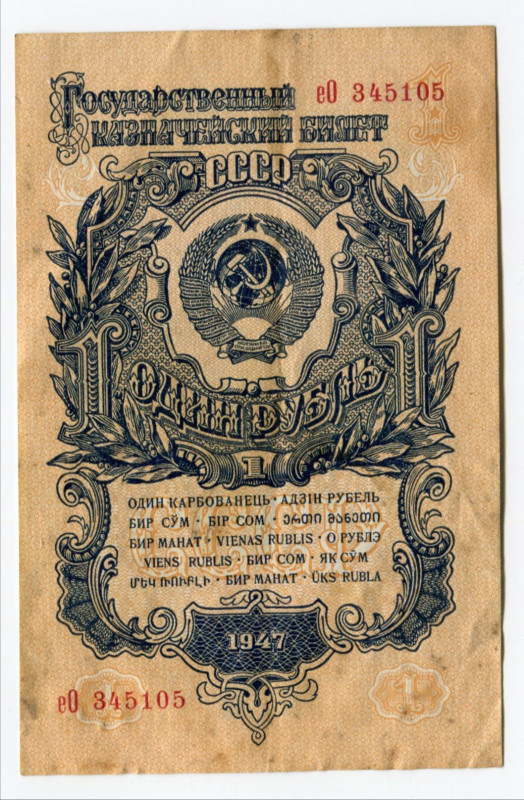 Государственный
еО 345105
казначейский билет
СССР
1 1
ОДИН РУБЛЬ
1
ОДИН КАРБОВАНЕЦЬ · АДЗІН РУБЕЛЬ
БИР СЎМ · БІР СОМ · ᲔᲠᲗᲘ ᲛᲐᲜᲔᲗᲘ
БИР МАНАТ · VIENAS RUBLIS · О РУБЛЭ
VIENS RUBLIS · БИР СОМ · ЯК СӮМ
ՄԵԿ ՌՈՒԲԼԻ · БИР МАНАТ · ÜKS RUBLA
1947
еО 345105
1